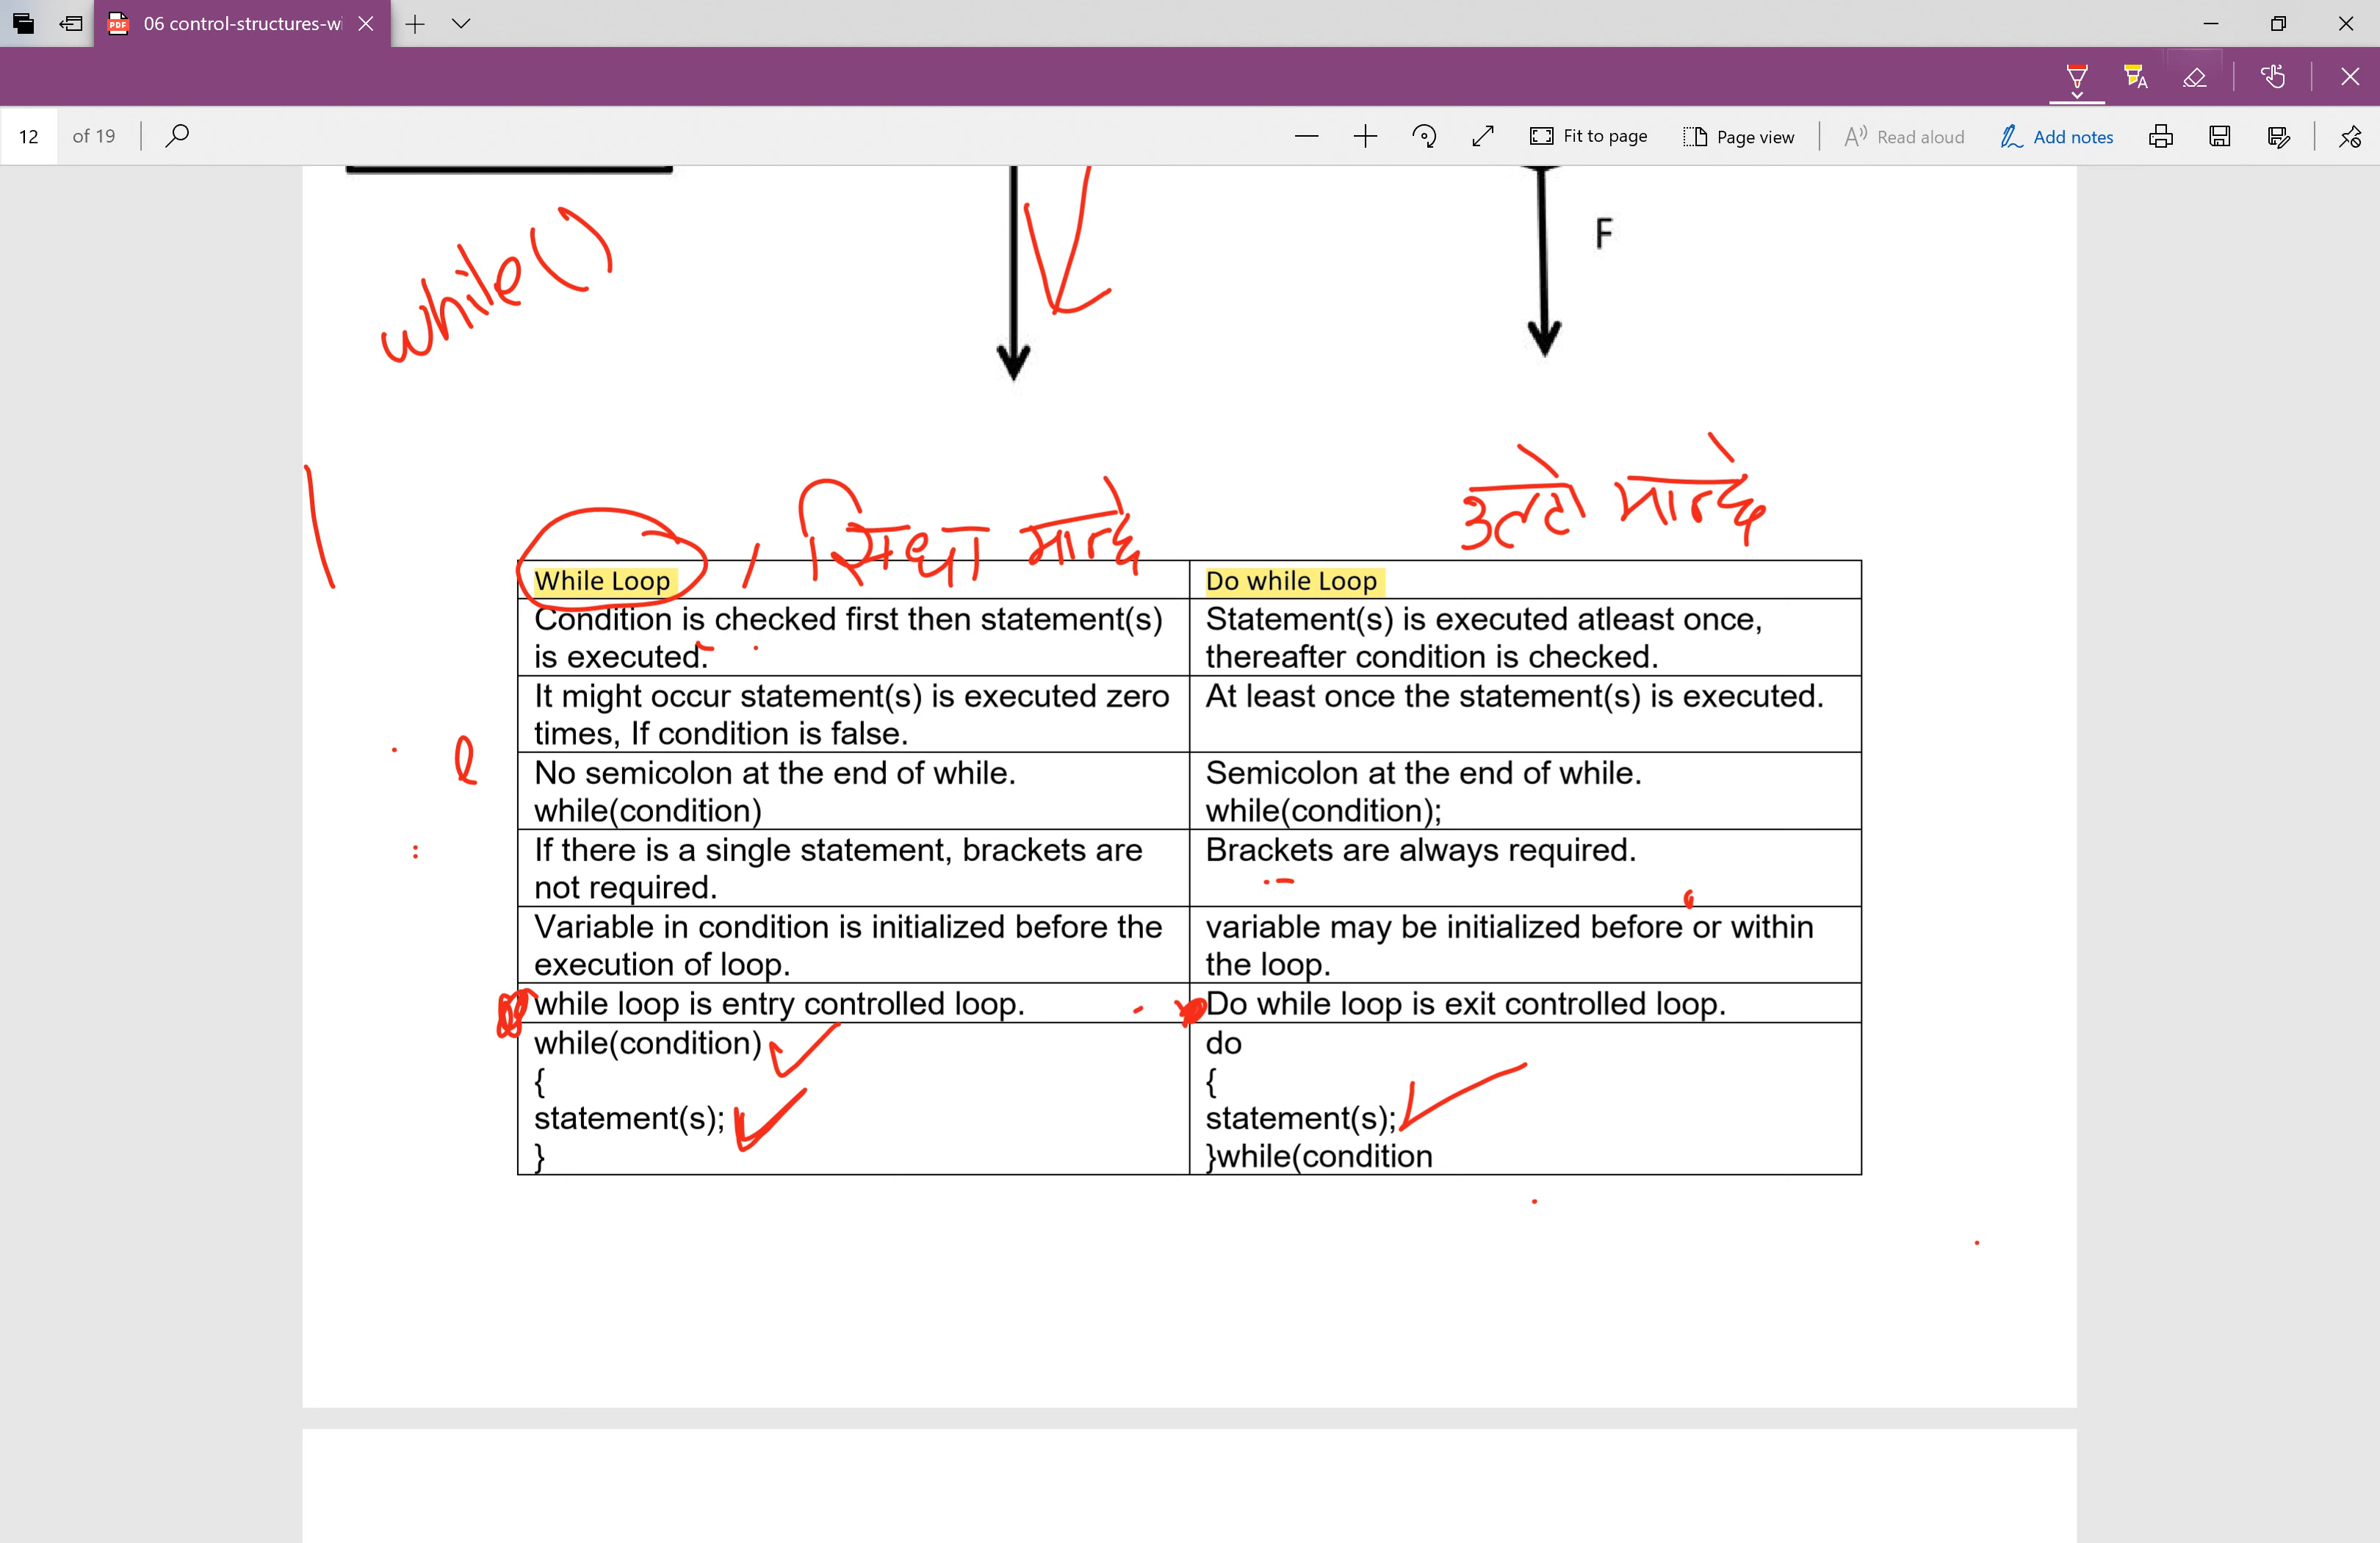 06 control-structures-wi
12 of 19
Fit to page
Page view
Read aloud
Add notes
while()
F
While Loop
Do while Loop
Condition is checked first then statement(s)
is executed.
Statement(s) is executed atleast once,
thereafter condition is checked.
It might occur statement(s) is executed zero
times, If condition is false.
At least once the statement(s) is executed.
No semicolon at the end of while.
while(condition)
Semicolon at the end of while.
while(condition);
If there is a single statement, brackets are
not required.
Brackets are always required.
Variable in condition is initialized before the
execution of loop.
variable may be initialized before or within
the loop.
while loop is entry controlled loop.
Do while loop is exit controlled loop.
while(condition)
{
statement(s);
}
do
{
statement(s);
}while(condition